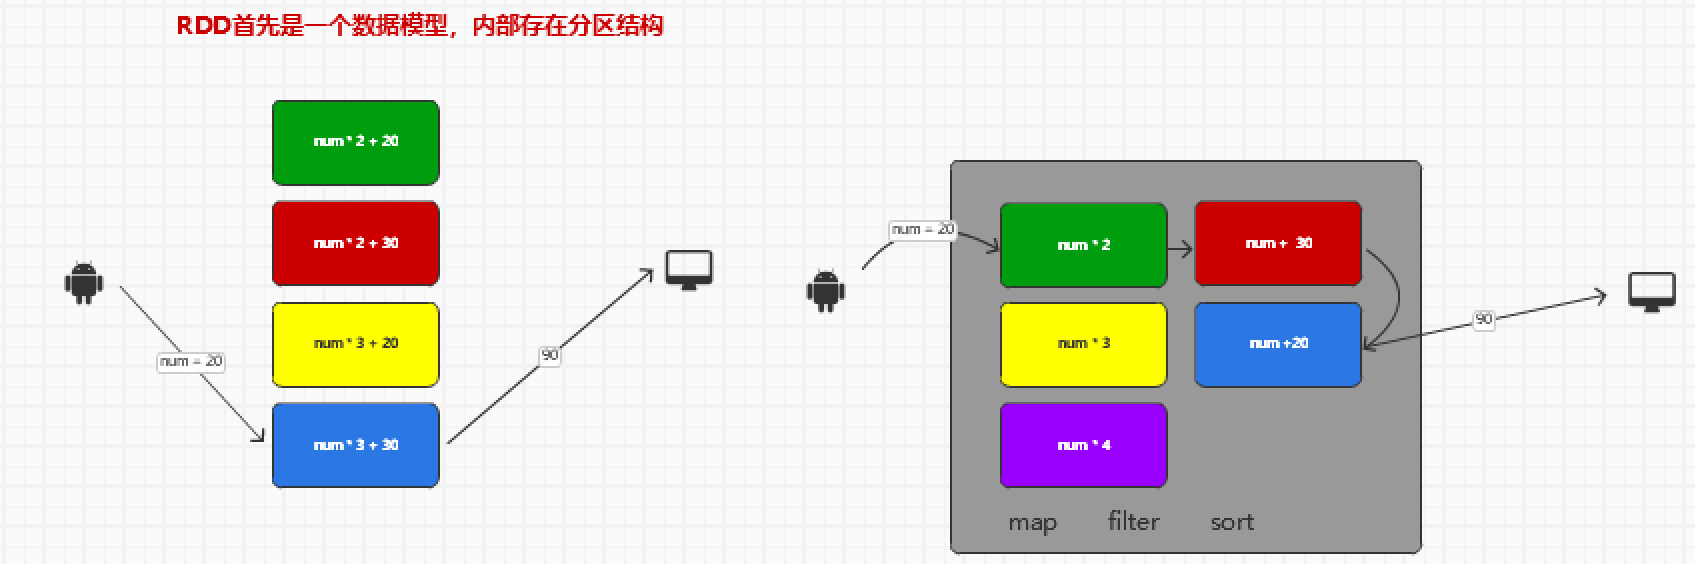 RDD首先是一个数据模型，内部存在分区结构
num * 2 + 20
num * 2 + 30
num * 3 + 20
num * 3 + 30
num = 20
90
num = 20
num * 2
num +  30
num * 3
num +20
num * 4
90
map filter sort